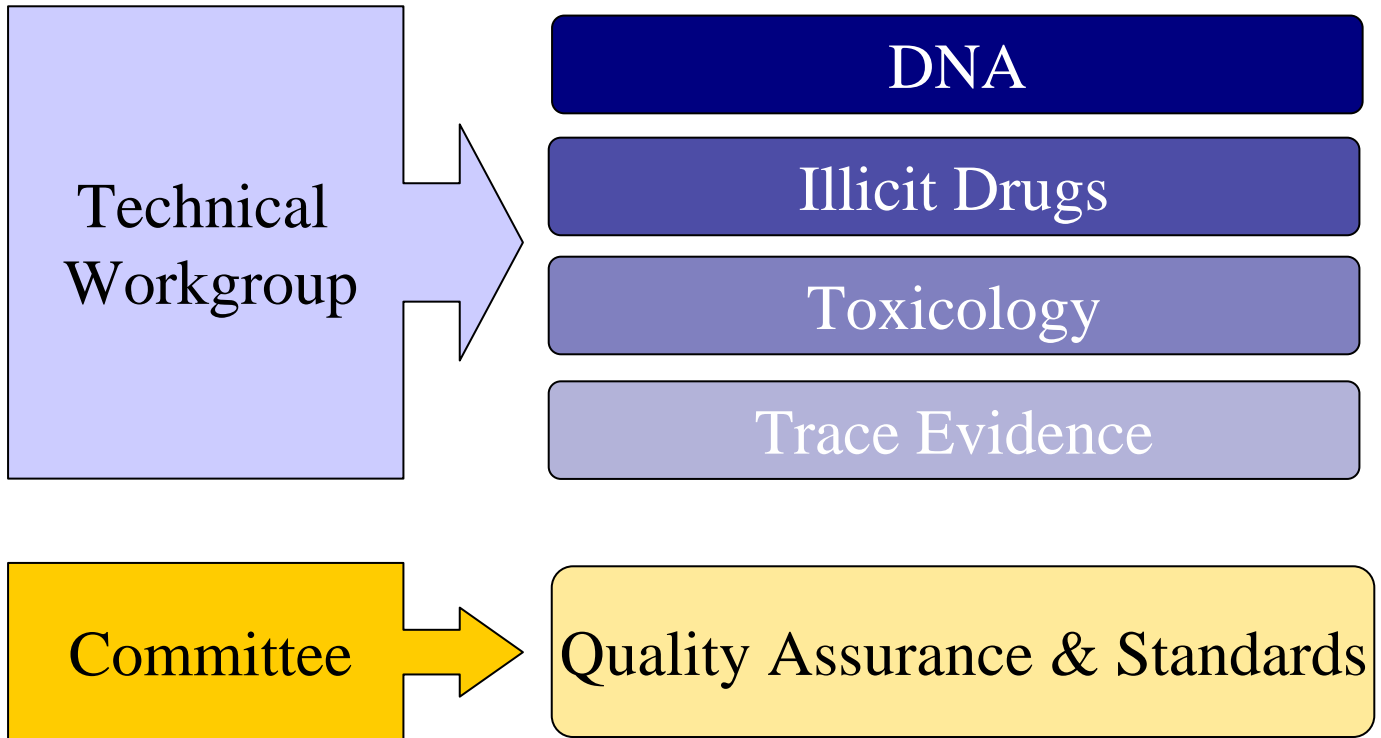 Technical
Workgroup
DNA
Illicit Drugs
Toxicology
Trace Evidence
Committee
Quality Assurance & Standards